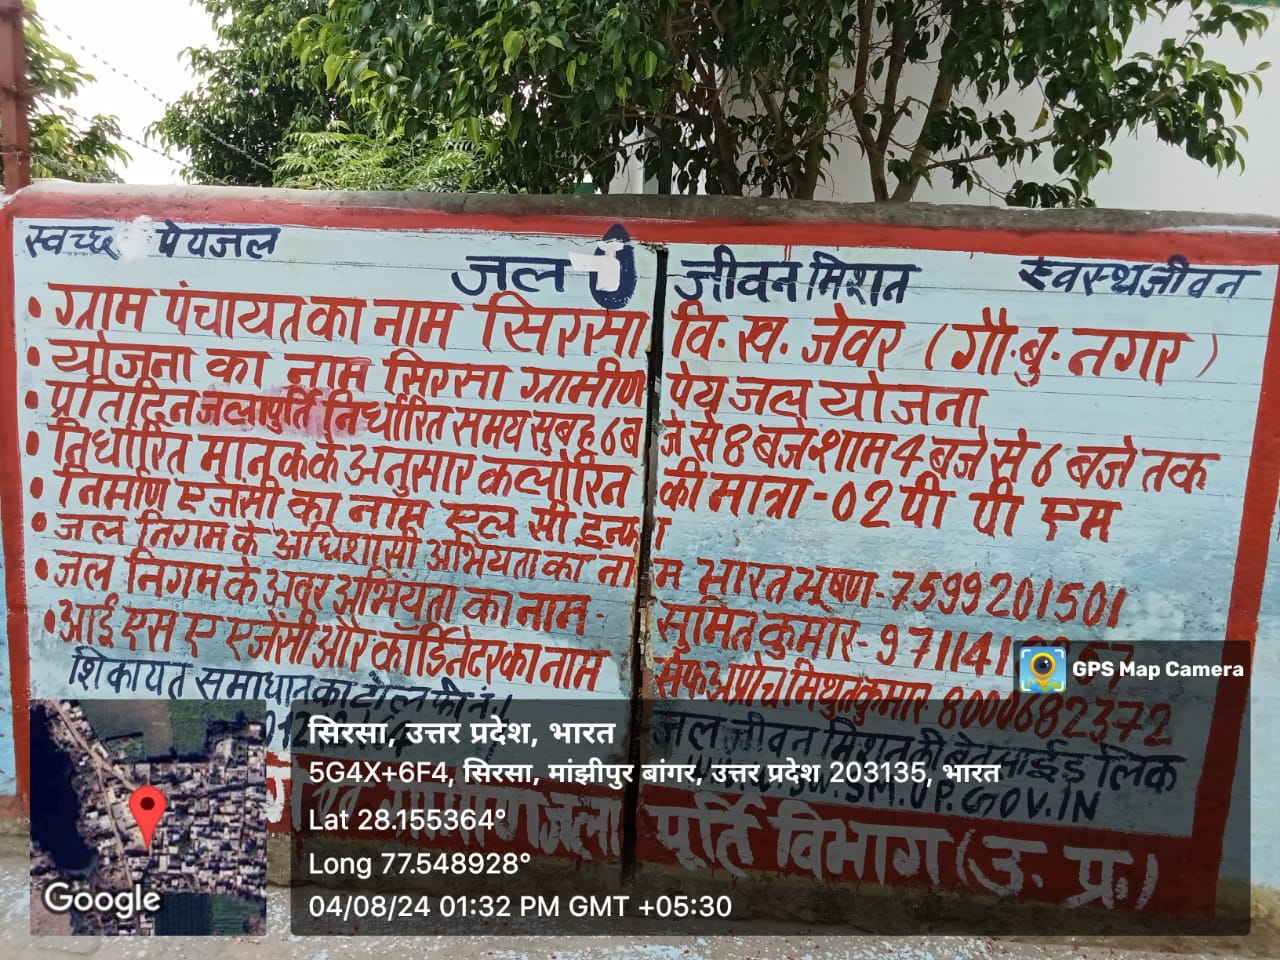 स्वच्छ पेयजल
जल जीवन मिशन
स्वस्थ जीवन
• ग्राम पंचायत का नाम सिरसा वि. ख. जेवर (गौ.बु. नगर)
• योजना का नाम सिरसा ग्रामीण पेय जल योजना
• प्रतिदिन जलापुर्ति निर्धारित समय सुबह 6 बजे से 8 बजे शाम 4 बजे से 6 बजे तक
• निर्धारित मानक के अनुसार क्लोरिन की मात्रा - 02 पी पी एम
• निर्माण एजेंसी का नाम एल सी इन्फ्रा
• जल निगम के अधिशासी अभियंता का नाम भारत भूषण - 7599201501
• जल निगम के अवर अभियंता का नाम - सुमित कुमार - 97114
• आई एस ए एजेंसी और कॉर्डिनेटर का नाम मिथुन कुमार 8000682372
शिकायत समाधान का टोल फ्री नं.
जल जीवन मिशन की वेबसाईड लिंक
SM.UP.GOV.IN
पूर्ति विभाग (उ. प्र.)
GPS Map Camera
सिरसा, उत्तर प्रदेश, भारत
5G4X+6F4, सिरसा, मांझीपुर बांगर, उत्तर प्रदेश 203135, भारत
Lat 28.155364°
Long 77.548928°
04/08/24 01:32 PM GMT +05:30
Google